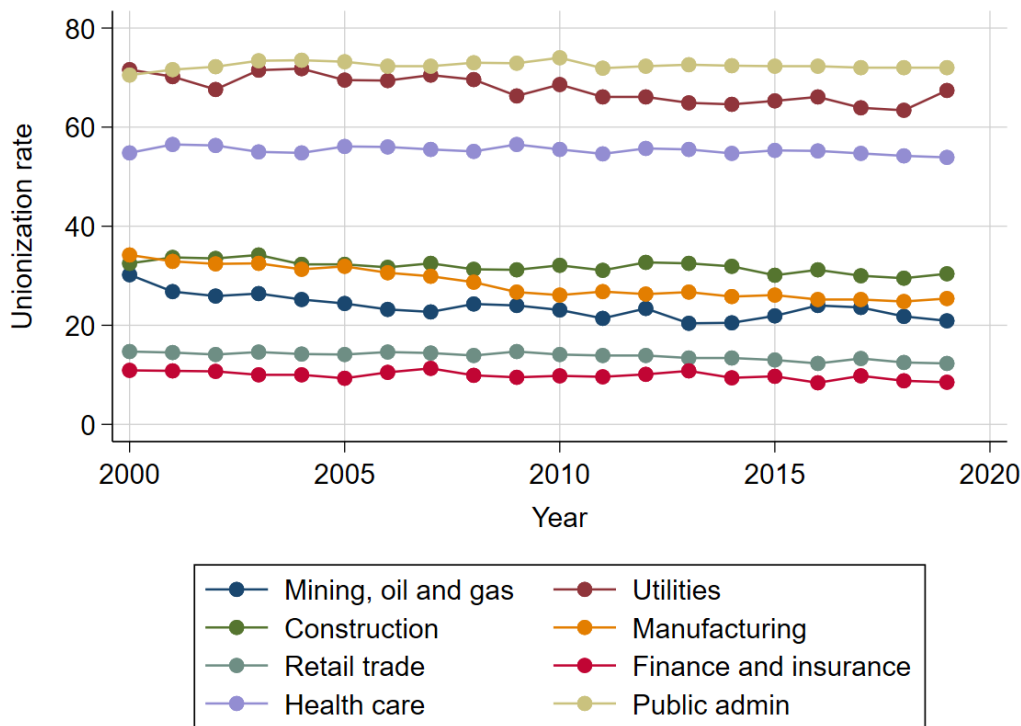 80
60
40
20
0
Unionization rate
2000 2005 2010 2015 2020
Year
Mining, oil and gas Utilities
Construction Manufacturing
Retail trade Finance and insurance
Health care Public admin